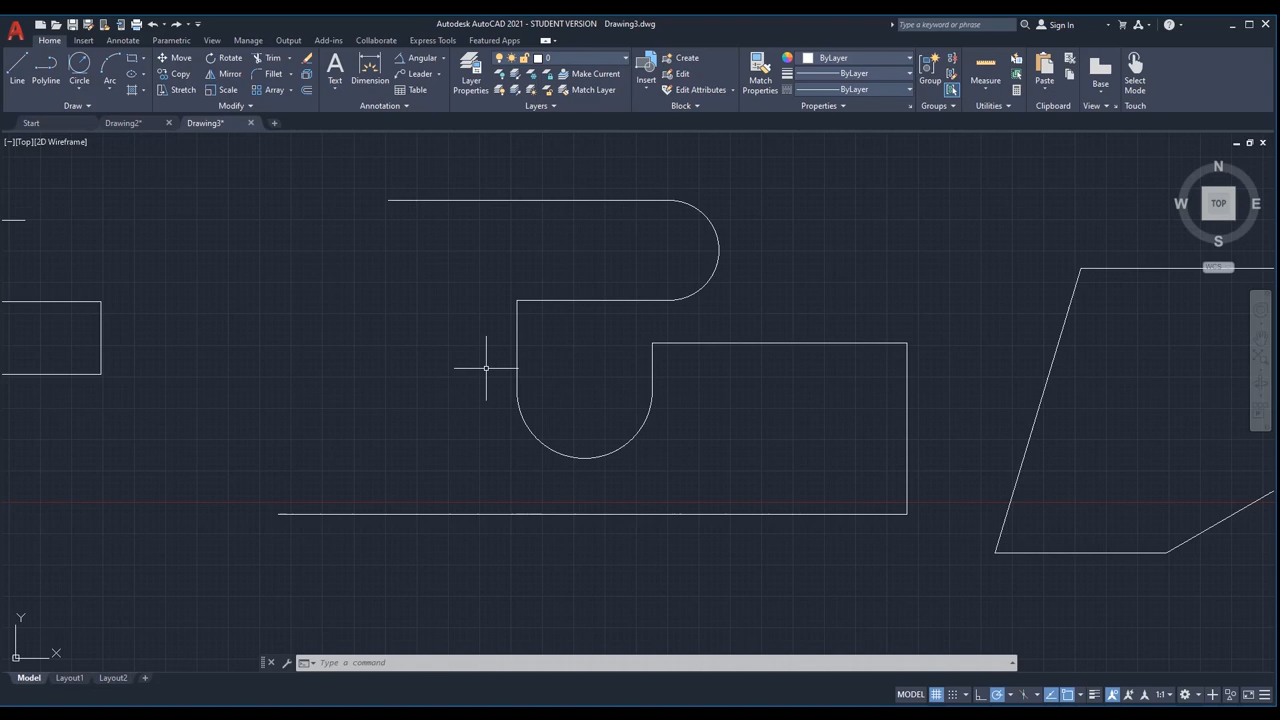 Autodesk AutoCAD 2021 - STUDENT VERSION Drawing3.dwg
Type a keyword or phrase
Sign In
Home Insert Annotate Parametric View Manage Output Add-ins Collaborate Express Tools Featured Apps
Line Polyline Circle Arc
Move Rotate Trim
Copy Mirror Fillet
Stretch Scale Array
Text Dimension
Angular
Leader
Table
Layer Properties
0
Make Current
Match Layer
Insert
Create
Edit
Edit Attributes
Match Properties
ByLayer
ByLayer
ByLayer
Group
Measure
Paste
Base
Select Mode
Draw Modify Annotation Layers Block Properties Groups Utilities Clipboard View Touch
Start Drawing2* Drawing3*
[−][Top][2D Wireframe]
N
W TOP E
S
WCS
Y
X
Type a command
Model Layout1 Layout2
MODEL 1:1